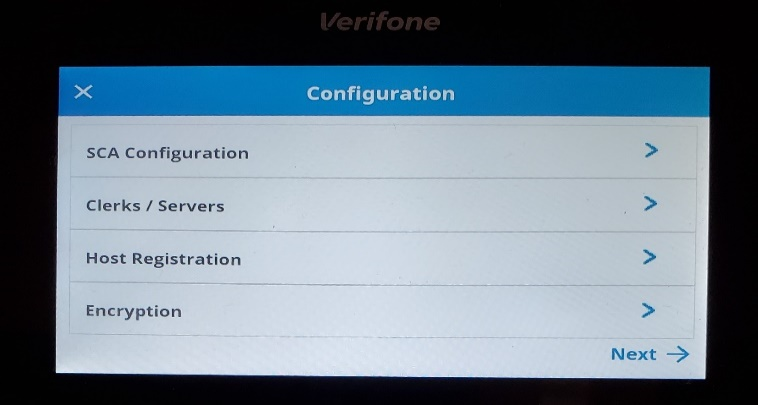 Verifone
Configuration
SCA Configuration
Clerks / Servers
Host Registration
Encryption
Next